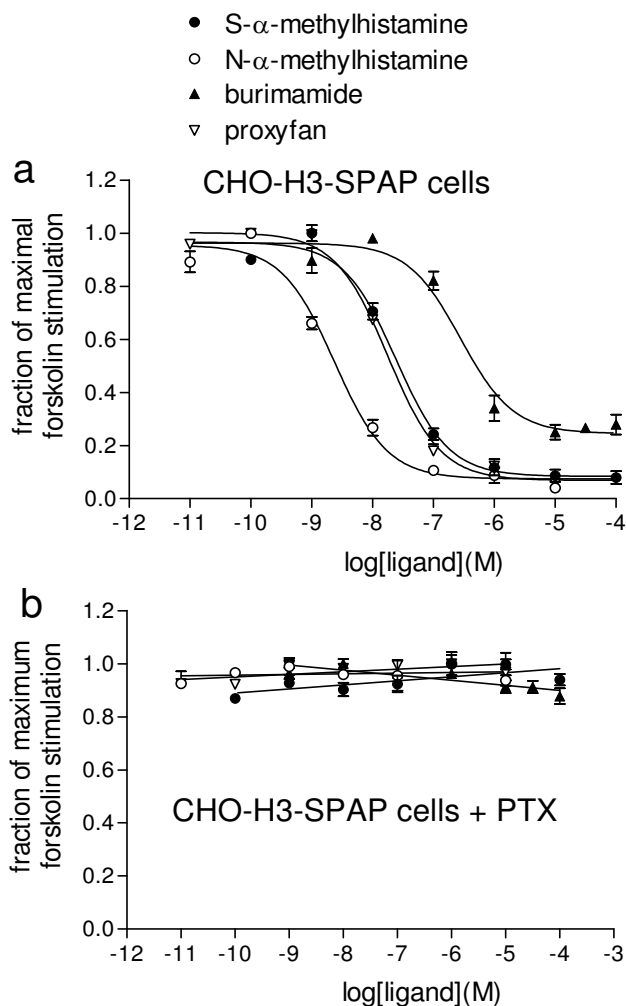 S-α-methylhistamine
N-α-methylhistamine
burimamide
proxyfan
a
CHO-H3-SPAP cells
fraction of maximal
forskolin stimulation
1.2
1.0
0.8
0.6
0.4
0.2
0.0
-12 -11 -10 -9 -8 -7 -6 -5 -4
log[ligand](M)
b
CHO-H3-SPAP cells + PTX
fraction of maximum
forskolin stimulation
1.2
1.0
0.8
0.6
0.4
0.2
0.0
-12 -11 -10 -9 -8 -7 -6 -5 -4 -3
log[ligand](M)